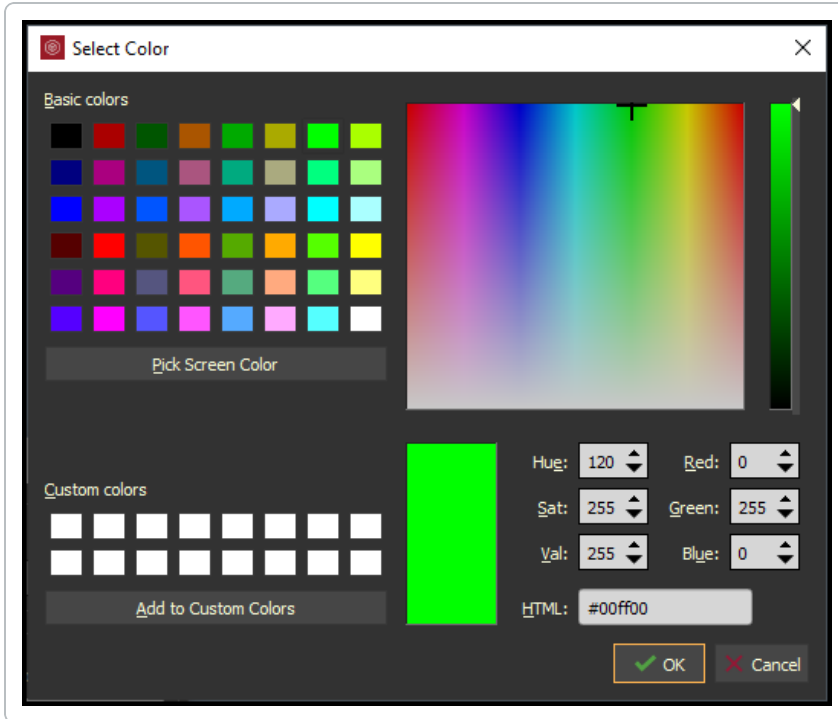 Select Color
Basic colors
Pick Screen Color
Custom colors
Add to Custom Colors
Hue: 120 Red: 0
Sat: 255 Green: 255
Val: 255 Blue: 0
HTML: #00ff00
OK Cancel